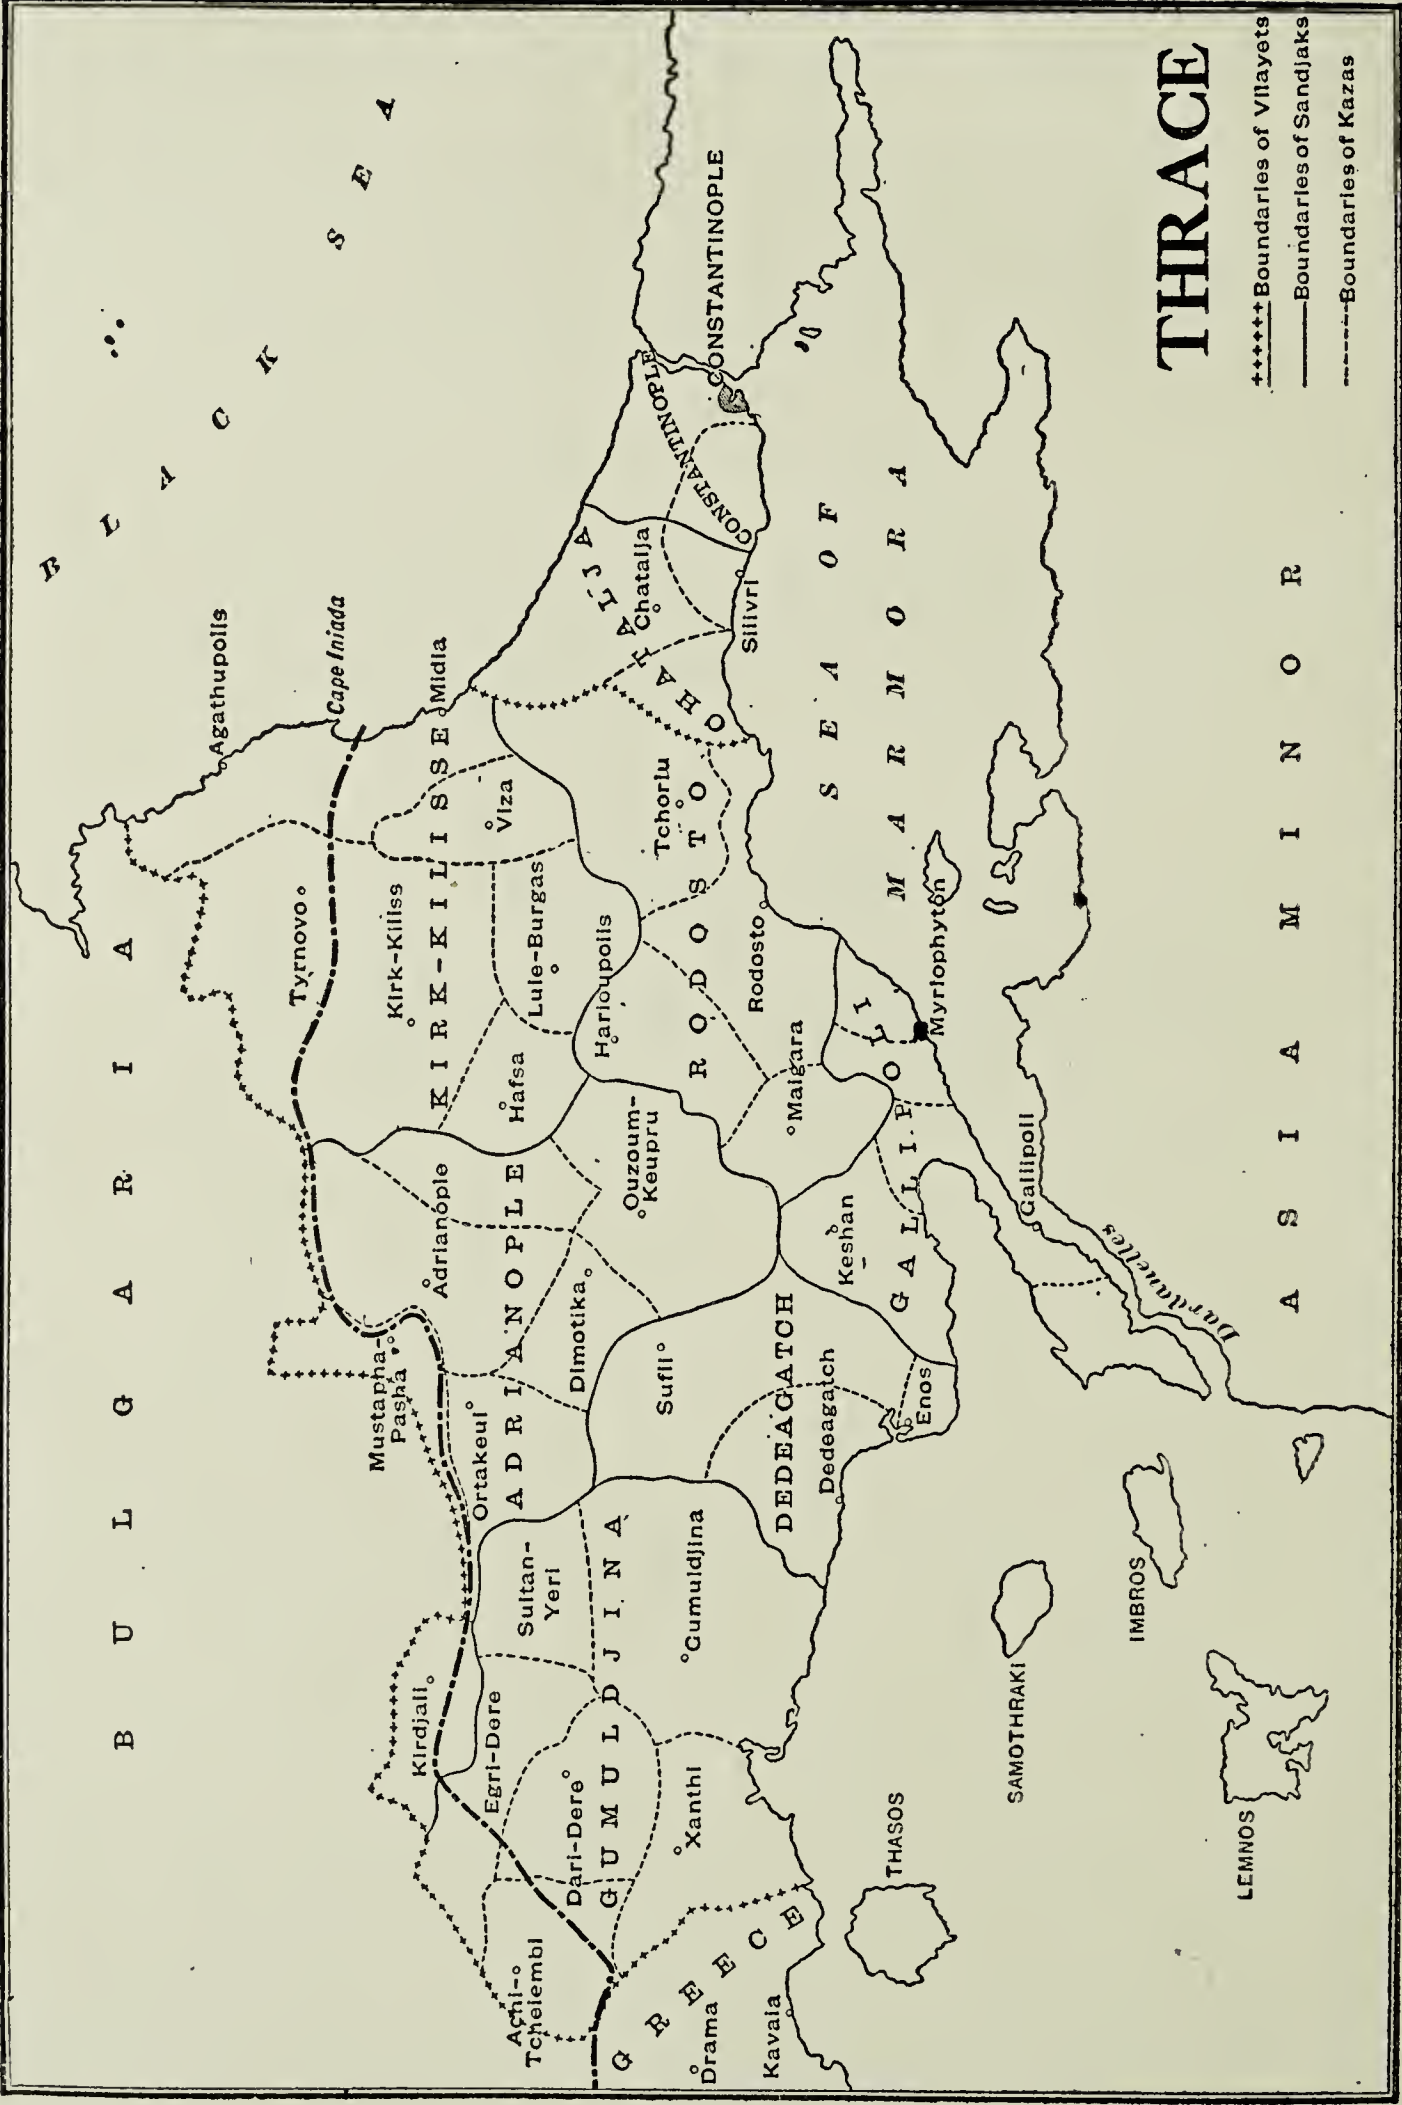 THRACE
+++++ Boundaries of Vilayets
Boundaries of Sandjaks
Boundaries of Kazas
BULGARIA
BLACK SEA
SEA OF
MARMORA
ASIA MINOR
GREECE
Dardanelles
CONSTANTINOPLE
CONSTANTINOPLE
CHATALJA
Chatalja
Silivri
Agathupolis
Cape Iniada
Midia
KIRK-KILISSE
Tyrnovo
Kirk-Kiliss
Viza
Lule-Burgas
Hafsa
RODOSTO
Tchorlu
Harioupolis
Rodosto
Malgara
GALLIPOLI
Myriophyton
Gallipoli
Keshan
Enos
ADRIANOPLE
Adrianople
Mustapha-
Pasha
Ouzoum-
Keupru
Dimotika
Ortakeui
Kirdjali
DEDEAGATCH
Dedeagatch
Sufli
GUMULDJINA
Gumuldjina
Sultan-
Yeri
Egri-Dere
Dari-Dere
Xanthi
Achi-
Tchelembi
Drama
Kavala
THASOS
SAMOTHRAKI
IMBROS
LEMNOS